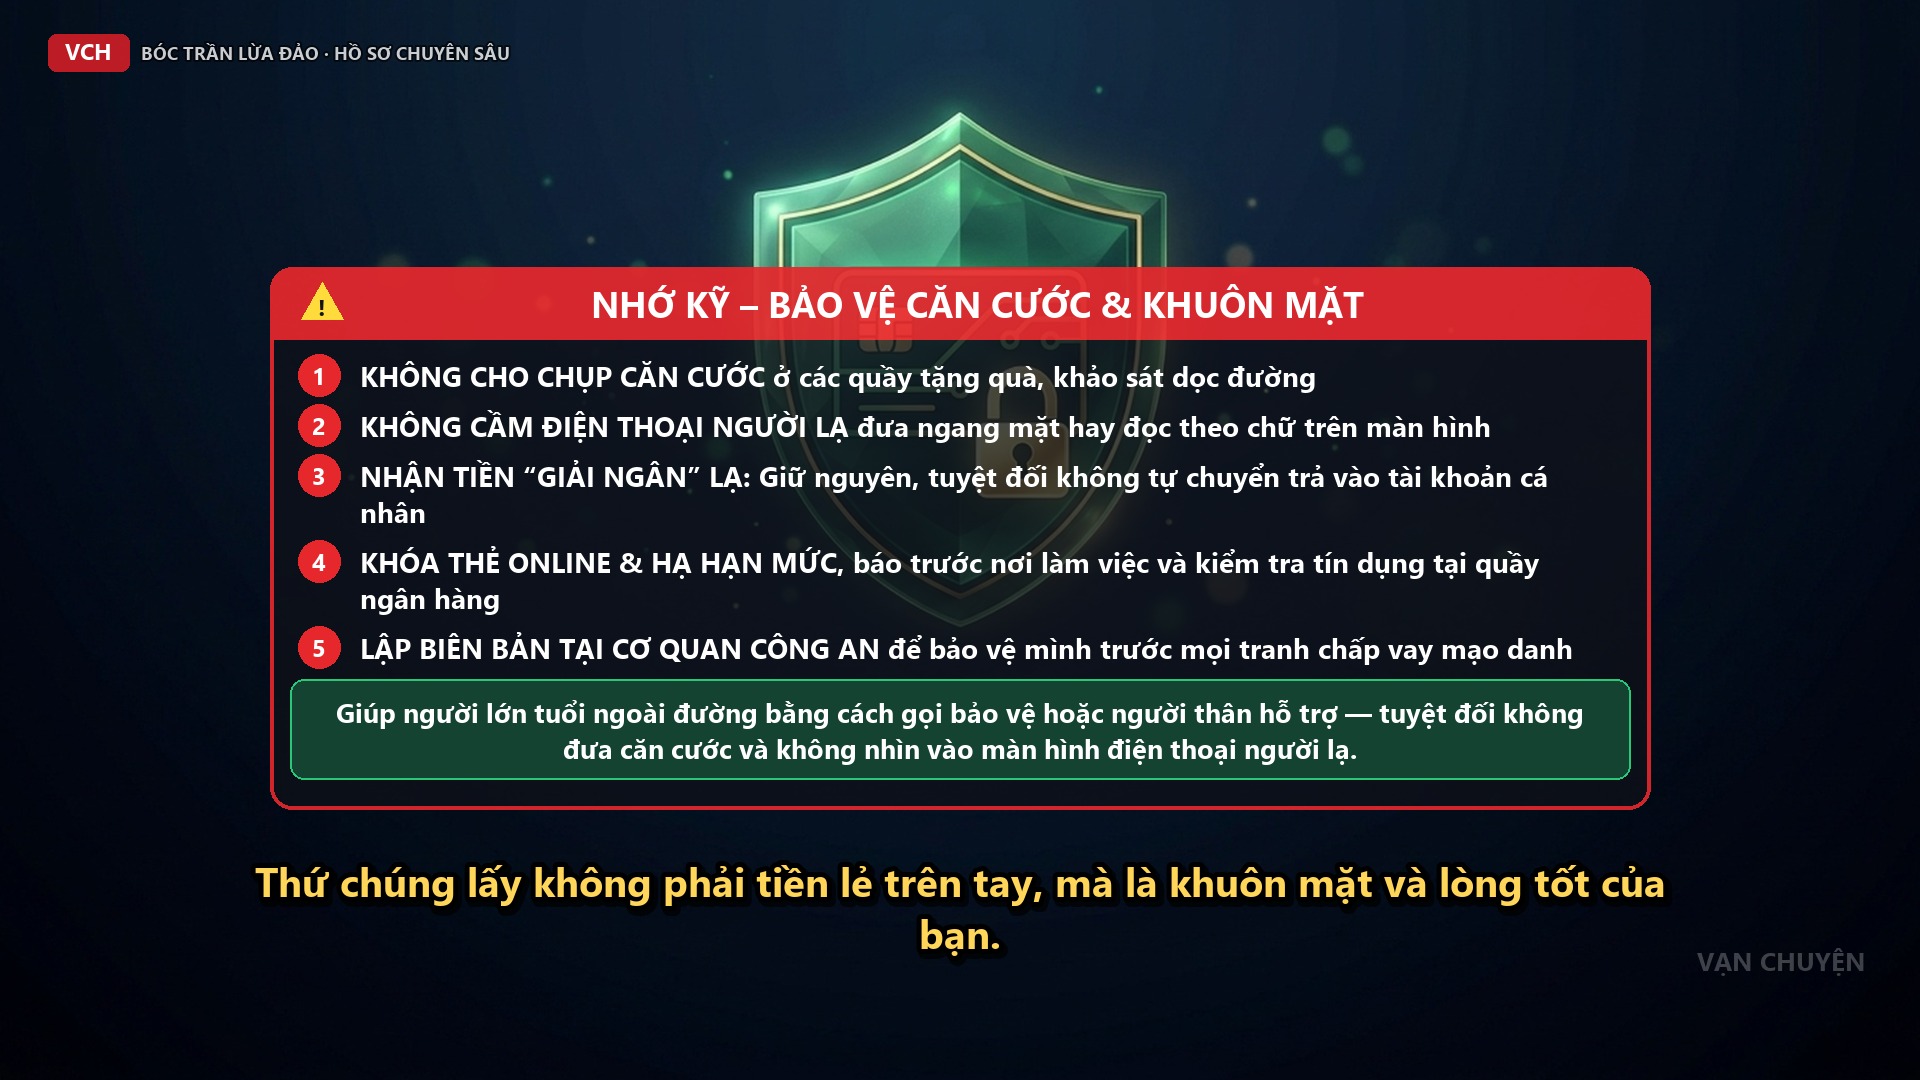 VCH
BÓC TRẦN LỪA ĐẢO · HỒ SƠ CHUYÊN SÂU
NHỚ KỸ – BẢO VỆ CĂN CƯỚC & KHUÔN MẶT
1 KHÔNG CHO CHỤP CĂN CƯỚC ở các quầy tặng quà, khảo sát dọc đường
2 KHÔNG CẦM ĐIỆN THOẠI NGƯỜI LẠ đưa ngang mặt hay đọc theo chữ trên màn hình
3 NHẬN TIỀN “GIẢI NGÂN” LẠ: Giữ nguyên, tuyệt đối không tự chuyển trả vào tài khoản cá
nhân
4 KHÓA THẺ ONLINE & HẠ HẠN MỨC, báo trước nơi làm việc và kiểm tra tín dụng tại quầy
ngân hàng
5 LẬP BIÊN BẢN TẠI CƠ QUAN CÔNG AN để bảo vệ mình trước mọi tranh chấp vay mạo danh
Giúp người lớn tuổi ngoài đường bằng cách gọi bảo vệ hoặc người thân hỗ trợ — tuyệt đối không
đưa căn cước và không nhìn vào màn hình điện thoại người lạ.
Thứ chúng lấy không phải tiền lẻ trên tay, mà là khuôn mặt và lòng tốt của
bạn.
VẠN CHUYỆN